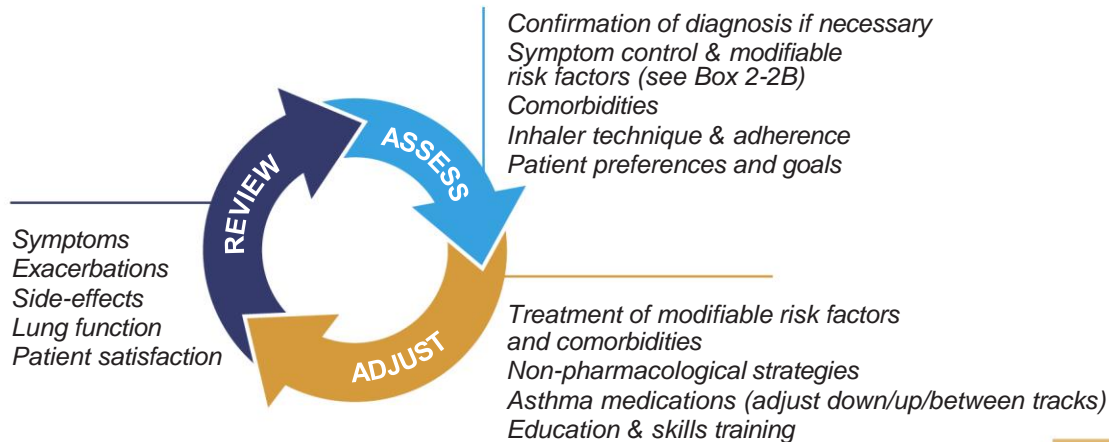 Confirmation of diagnosis if necessary
Symptom control & modifiable
risk factors (see Box 2-2B)
Comorbidities
Inhaler technique & adherence
Patient preferences and goals
ASSESS
REVIEW
Symptoms
Exacerbations
Side-effects
Lung function
Patient satisfaction
ADJUST
Treatment of modifiable risk factors
and comorbidities
Non-pharmacological strategies
Asthma medications (adjust down/up/between tracks)
Education & skills training